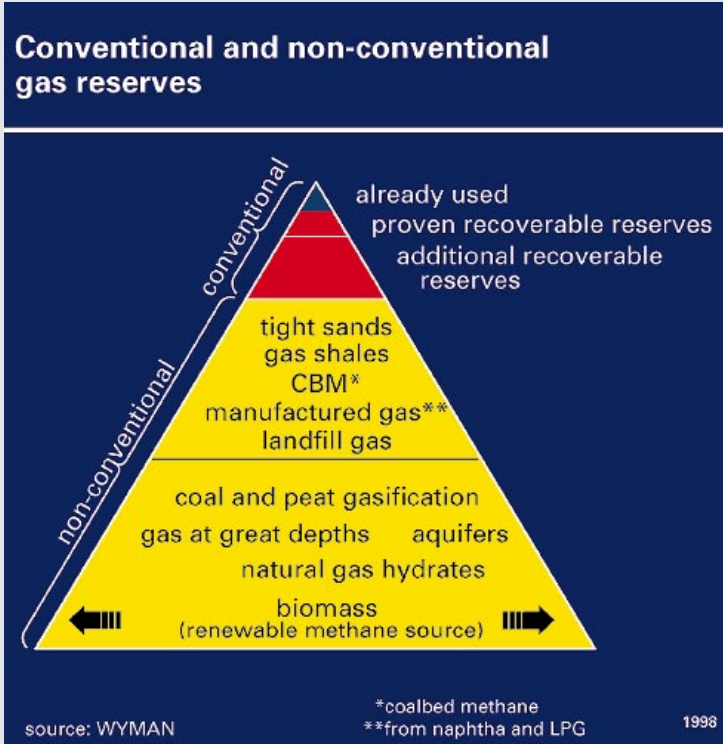 Conventional and non-conventional
gas reserves
conventional
already used
proven recoverable reserves
additional recoverable
reserves
non-conventional
tight sands
gas shales
CBM*
manufactured gas**
landfill gas
coal and peat gasification
gas at great depths aquifers
natural gas hydrates
biomass
(renewable methane source)
*coalbed methane
source: WYMAN **from naphtha and LPG 1998